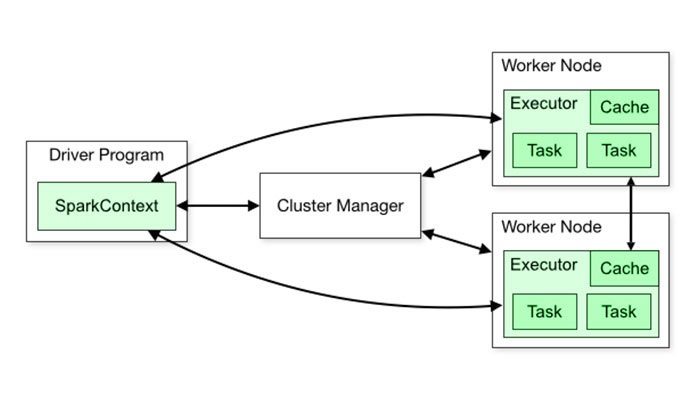 Driver Program
SparkContext
Cluster Manager
Worker Node
Executor
Cache
Task
Task
Worker Node
Executor
Cache
Task
Task